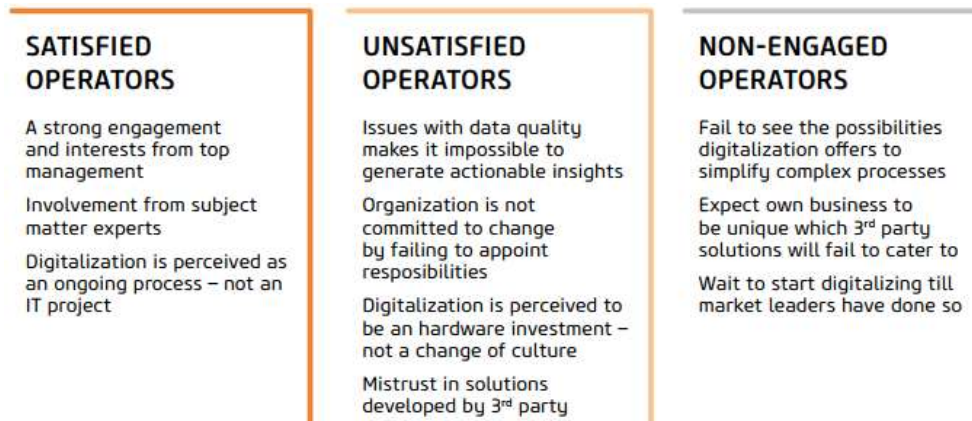 SATISFIED
OPERATORS
A strong engagement
and interests from top
management
Involvement from subject
matter experts
Digitalization is perceived as
an ongoing process – not an
IT project
UNSATISFIED
OPERATORS
Issues with data quality
makes it impossible to
generate actionable insights
Organization is not
committed to change
by failing to appoint
resposibilities
Digitalization is perceived to
be an hardware investment –
not a change of culture
Mistrust in solutions
developed by 3rd party
NON-ENGAGED
OPERATORS
Fail to see the possibilities
digitalization offers to
simplify complex processes
Expect own business to
be unique which 3rd party
solutions will fail to cater to
Wait to start digitalizing till
market leaders have done so